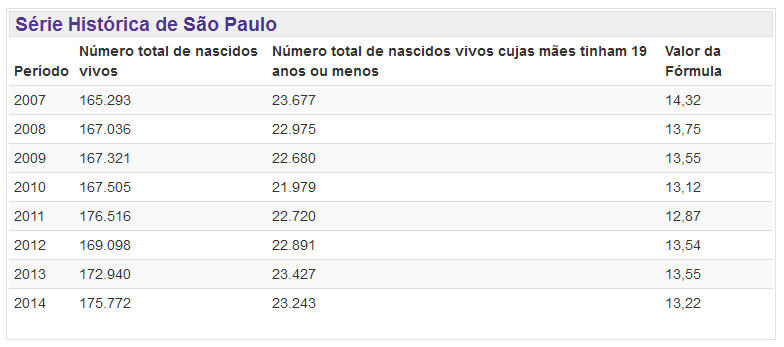 Série Histórica de São Paulo
Período Número total de nascidos vivos Número total de nascidos vivos cujas mães tinham 19 anos ou menos Valor da Fórmula
2007 165.293 23.677 14,32
2008 167.036 22.975 13,75
2009 167.321 22.680 13,55
2010 167.505 21.979 13,12
2011 176.516 22.720 12,87
2012 169.098 22.891 13,54
2013 172.940 23.427 13,55
2014 175.772 23.243 13,22